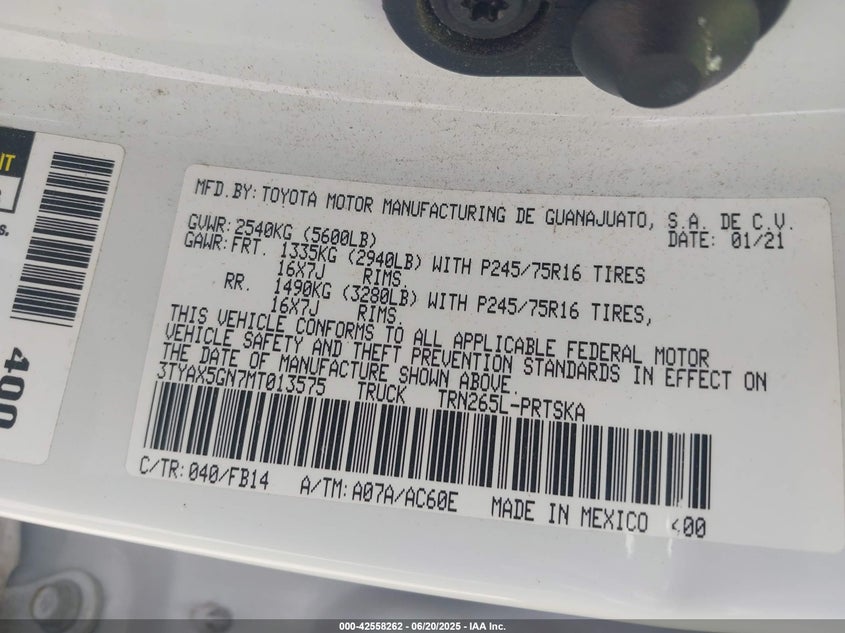 IT
s.
400
MFD.BY: TOYOTA MOTOR MANUFACTURING DE GUANAJUATO, S.A. DE C.V.
GVWR: 2540KG (5600LB) DATE: 01/21
GAWR: FRT. 1335KG (2940LB) WITH P245/75R16 TIRES
16X7J RIMS.
RR. 1490KG (3280LB) WITH P245/75R16 TIRES,
16X7J RIMS.
THIS VEHICLE CONFORMS TO ALL APPLICABLE FEDERAL MOTOR
VEHICLE SAFETY AND THEFT PREVENTION STANDARDS IN EFFECT ON
THE DATE OF MANUFACTURE SHOWN ABOVE.
3TYAX5GN7MT013575 TRUCK TRN265L-PRTSKA
C/TR: 040/FB14 A/TM: A07A/AC60E MADE IN MEXICO 400
000-42558262 - 06/20/2025 - IAA Inc.